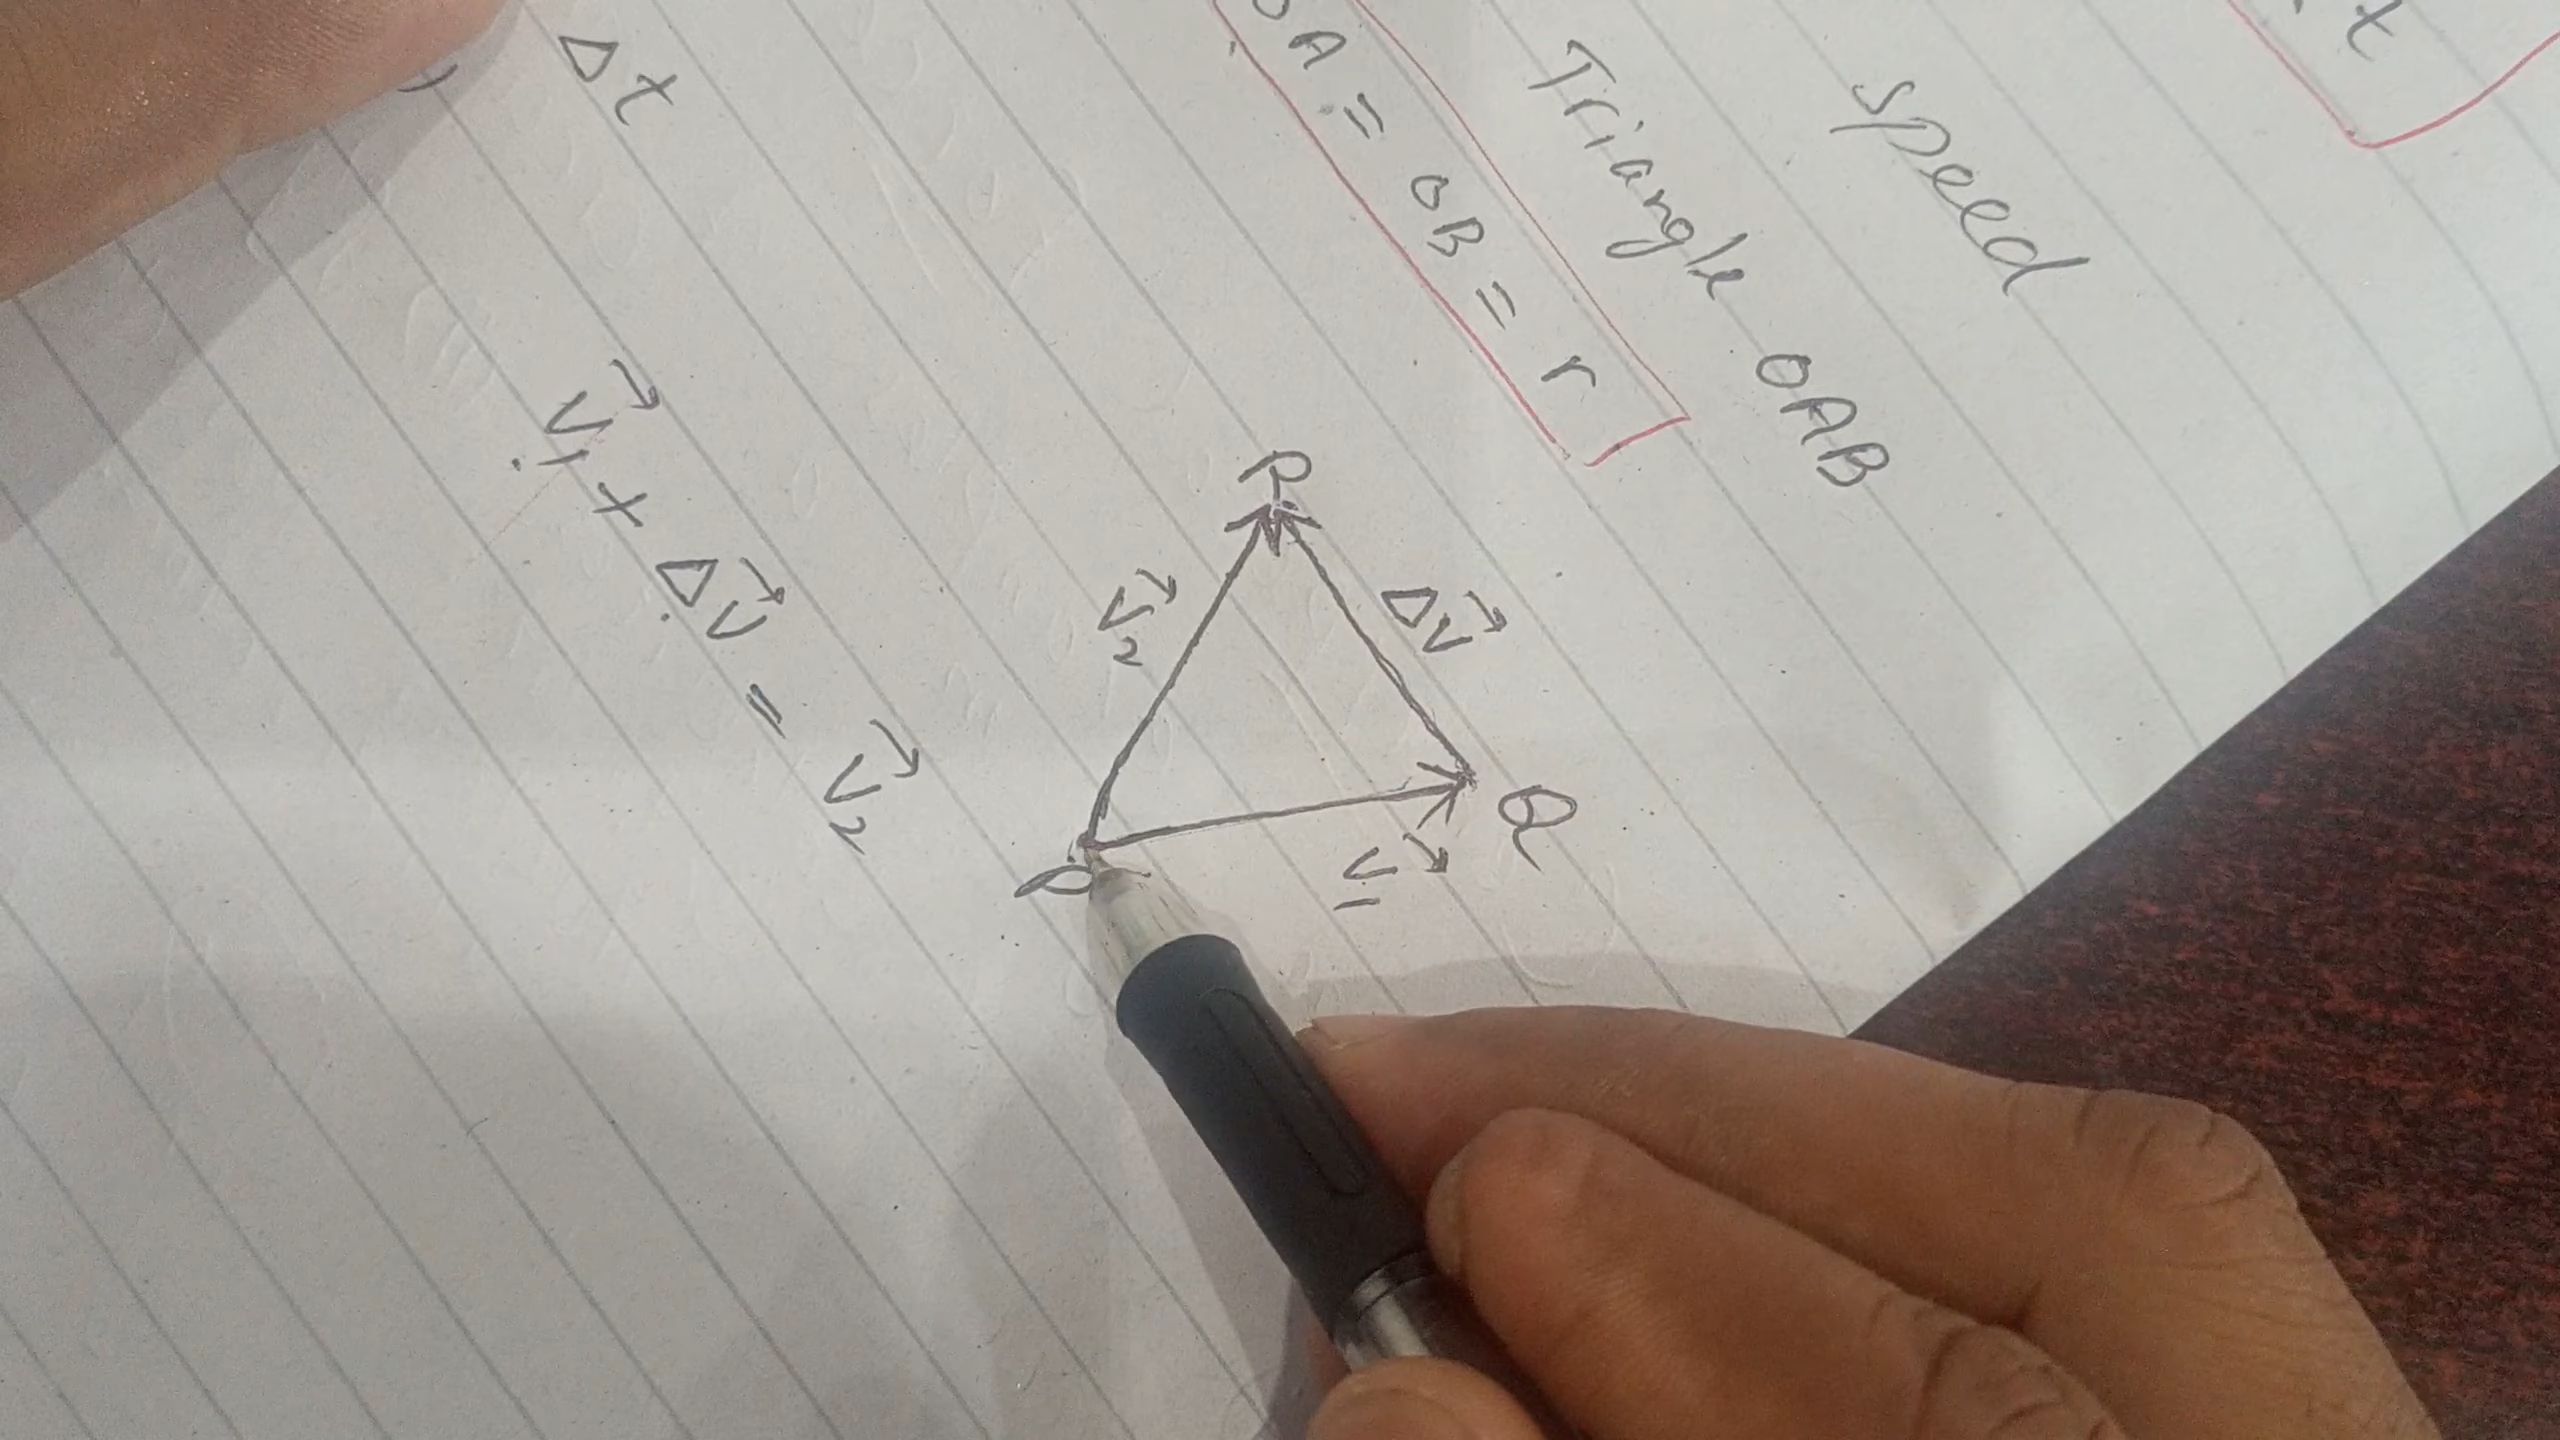 t
speed
Triangle OAB
OA = OB = r
Δt
R
V₂→
ΔV→
Q
V₁→
V₁→ + ΔV→ = V₂→